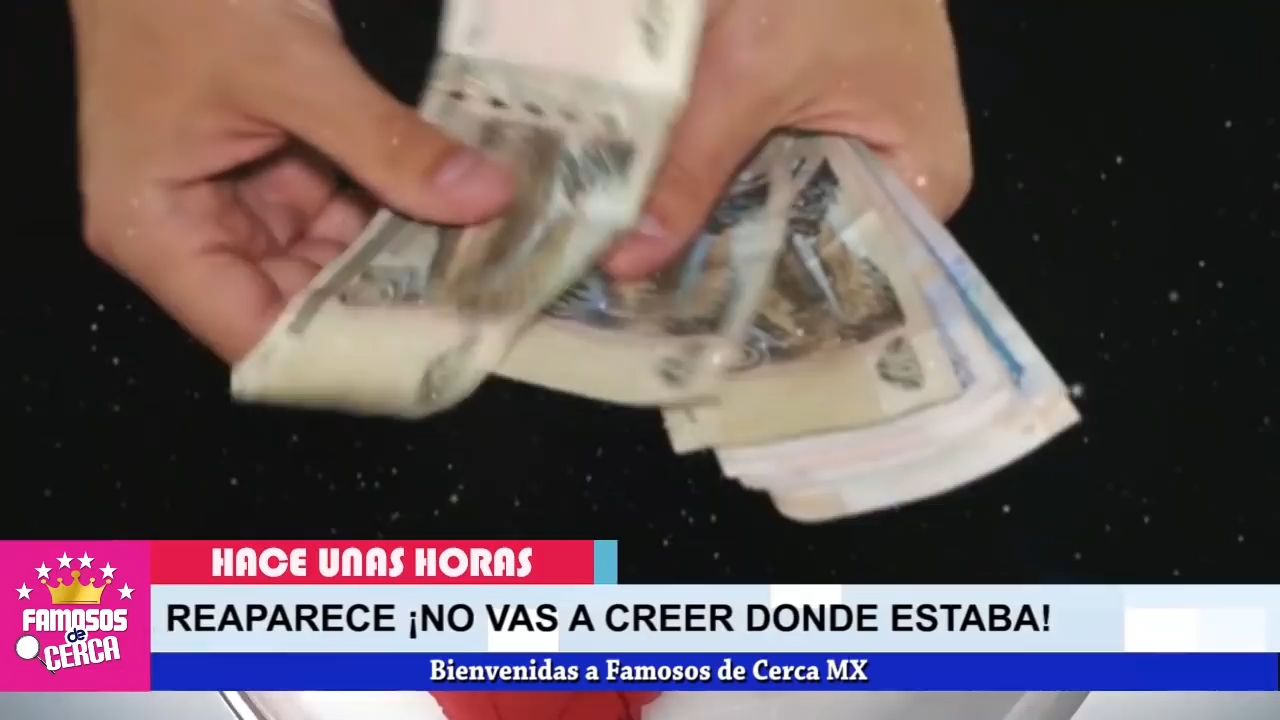 HACE UNAS HORAS
FAMOSOS
de
CERCA
REAPARECE ¡NO VAS A CREER DONDE ESTABA!
Bienvenidas a Famosos de Cerca MX